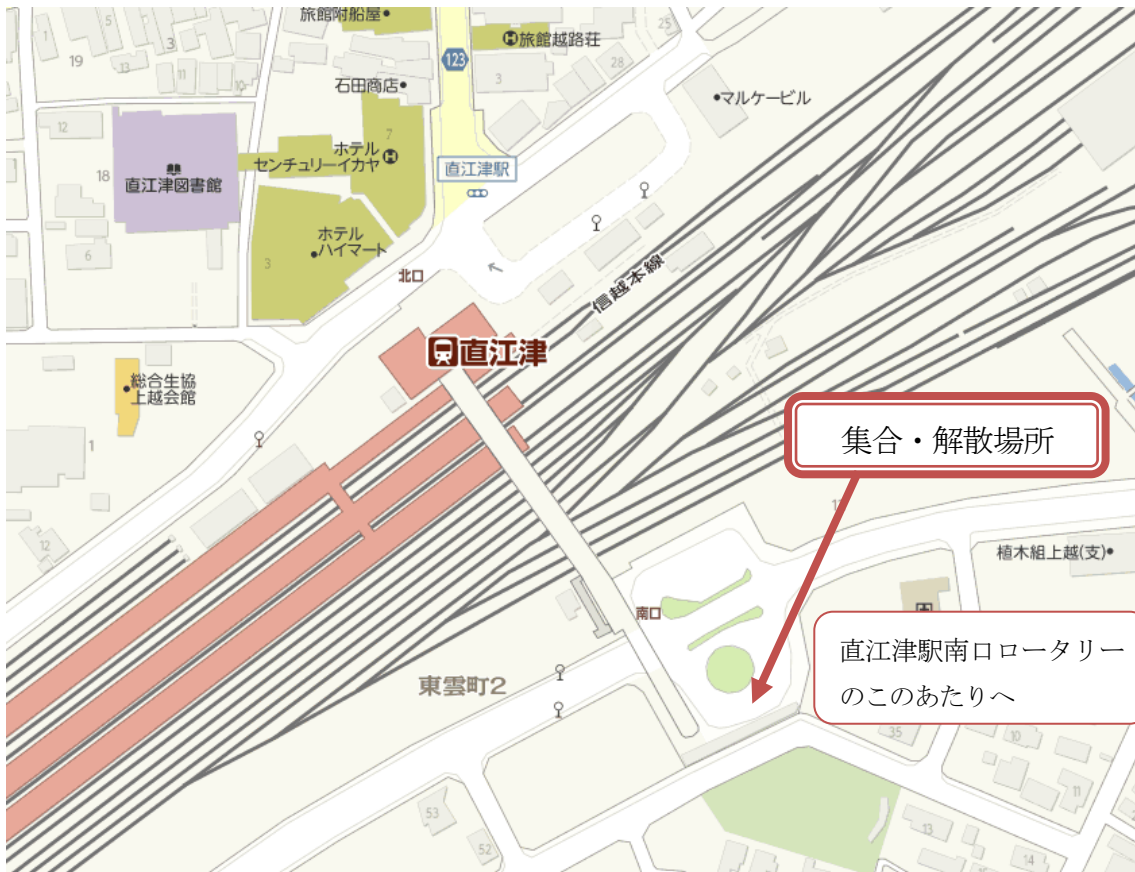 旅館附船屋
25
1
5
3
19
13
11
10
123
旅館越路荘
3
28
石田商店
マルケービル
12
18
直江津図書館
7
ホテル
センチュリーイカヤ
直江津駅
6
3
ホテル
ハイマート
北口
信越本線
直江津
総合生協
上越会館
1
12
集合・解散場所
植木組上越(支)
南口
直江津駅南口ロータリー
のこのあたりへ
東雲町2
35
10
11
53
52
13
14